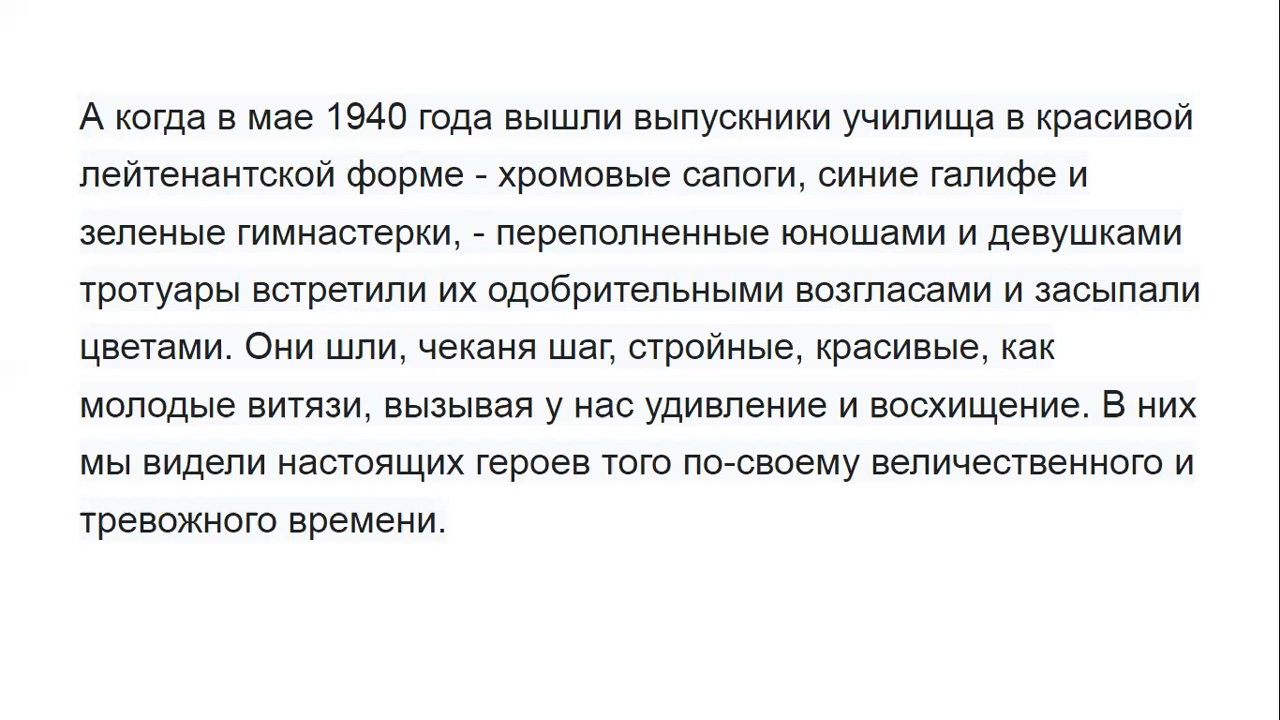 А когда в мае 1940 года вышли выпускники училища в красивой
лейтенантской форме - хромовые сапоги, синие галифе и
зеленые гимнастерки, - переполненные юношами и девушками
тротуары встретили их одобрительными возгласами и засыпали
цветами. Они шли, чеканя шаг, стройные, красивые, как
молодые витязи, вызывая у нас удивление и восхищение. В них
мы видели настоящих героев того по-своему величественного и
тревожного времени.